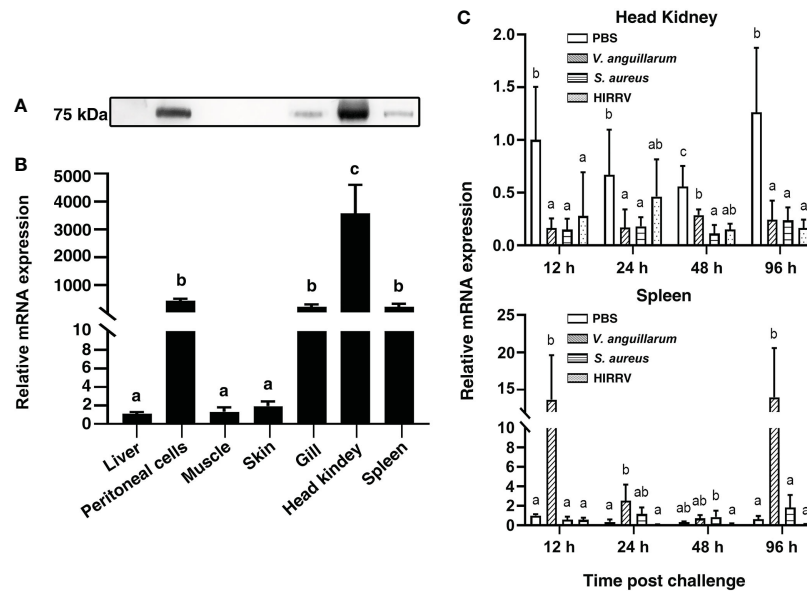 A
75 kDa
B
Relative mRNA expression
5000
4000
3000
2000
1000
10
8
6
4
2
0
a
b
a
a
b
c
b
Liver
Peritoneal cells
Muscle
Skin
Gill
Head kindey
Spleen
C
Relative mRNA expression
Head Kidney
PBS
V. anguillarum
S. aureus
HIRRV
2.0
1.5
1.0
0.5
0.0
b a a a
b a a ab
c b a ab
b a a a
12 h 24 h 48 h 96 h
Spleen
PBS
V. anguillarum
S. aureus
HIRRV
25
20
15
10
8
6
4
2
0
a b a a
a b ab a
ab ab b a
a b a a
12 h 24 h 48 h 96 h
Time post challenge